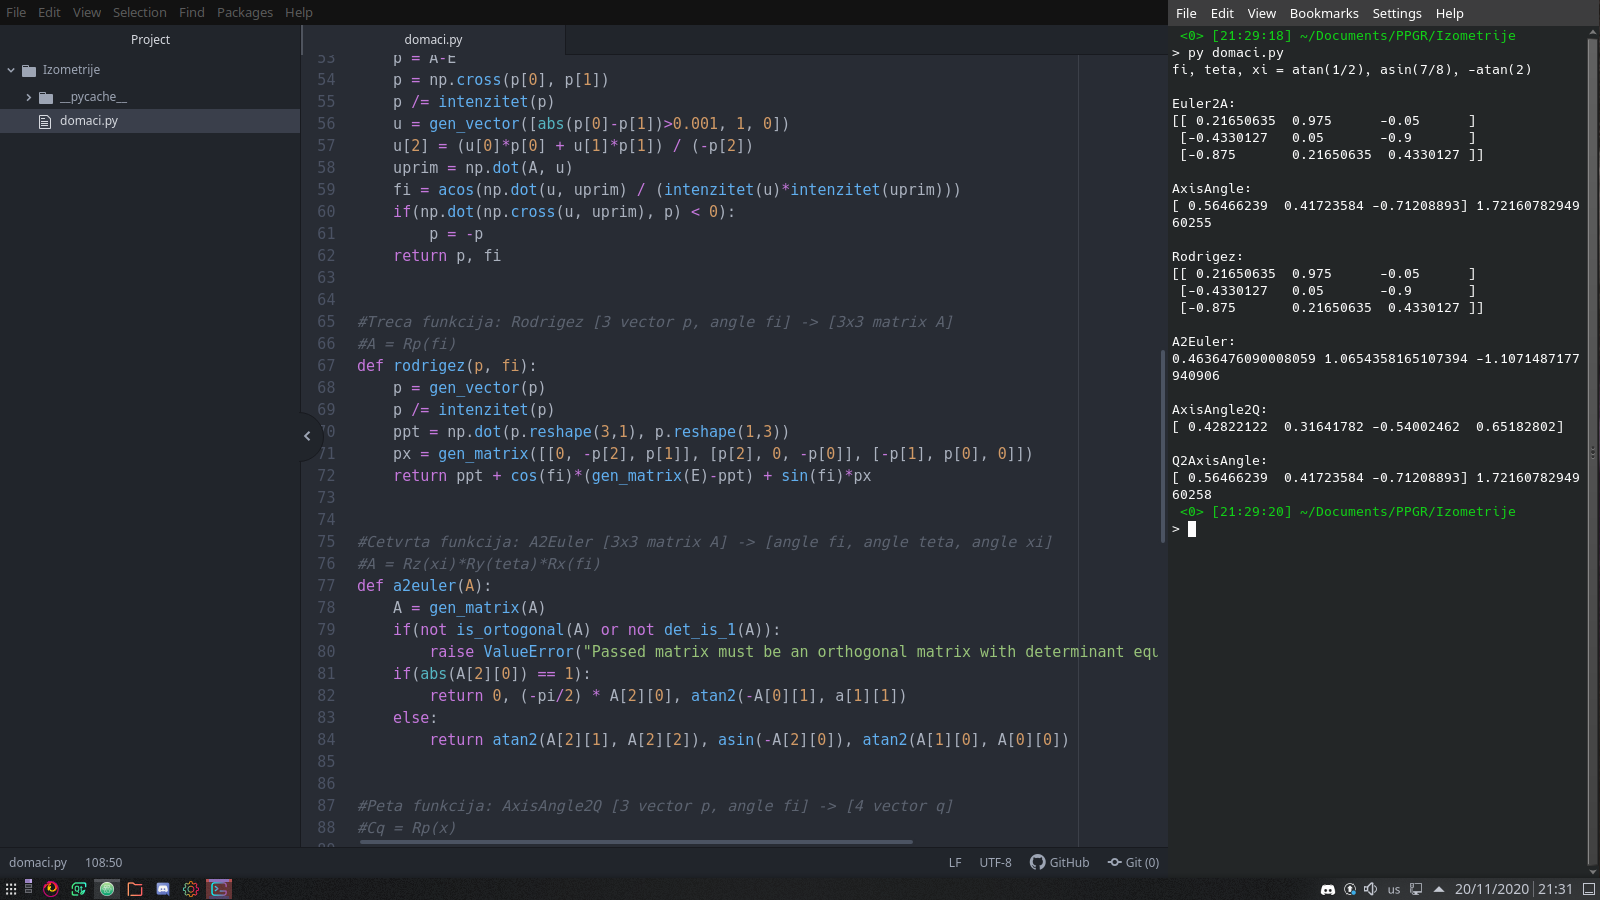 File Edit View Selection Find Packages Help
Project
Izometrije
__pycache__
domaci.py
domaci.py
53 p = A-E
54 p = np.cross(p[0], p[1])
55 p /= intenzitet(p)
56 u = gen_vector([abs(p[0]-p[1])>0.001, 1, 0])
57 u[2] = (u[0]*p[0] + u[1]*p[1]) / (-p[2])
58 uprim = np.dot(A, u)
59 fi = acos(np.dot(u, uprim) / (intenzitet(u)*intenzitet(uprim)))
60 if(np.dot(np.cross(u, uprim), p) < 0):
61 p = -p
62 return p, fi
63
64
65 #Treca funkcija: Rodrigez [3 vector p, angle fi] -> [3x3 matrix A]
66 #A = Rp(fi)
67 def rodrigez(p, fi):
68 p = gen_vector(p)
69 p /= intenzitet(p)
70 ppt = np.dot(p.reshape(3,1), p.reshape(1,3))
71 px = gen_matrix([[0, -p[2], p[1]], [p[2], 0, -p[0]], [-p[1], p[0], 0]])
72 return ppt + cos(fi)*(gen_matrix(E)-ppt) + sin(fi)*px
73
74
75 #Cetvrta funkcija: A2Euler [3x3 matrix A] -> [angle fi, angle teta, angle xi]
76 #A = Rz(xi)*Ry(teta)*Rx(fi)
77 def a2euler(A):
78 A = gen_matrix(A)
79 if(not is_ortogonal(A) or not det_is_1(A)):
80 raise ValueError("Passed matrix must be an orthogonal matrix with determinant equ
81 if(abs(A[2][0]) == 1):
82 return 0, (-pi/2) * A[2][0], atan2(-A[0][1], a[1][1])
83 else:
84 return atan2(A[2][1], A[2][2]), asin(-A[2][0]), atan2(A[1][0], A[0][0])
85
86
87 #Peta funkcija: AxisAngle2Q [3 vector p, angle fi] -> [4 vector q]
88 #Cq = Rp(x)
domaci.py 108:50 LF UTF-8 GitHub Git (0)
File Edit View Bookmarks Settings Help
<0> [21:29:18] ~/Documents/PPGR/Izometrije
> py domaci.py
fi, teta, xi = atan(1/2), asin(7/8), -atan(2)
Euler2A:
[[ 0.21650635 0.975 -0.05 ]
[-0.4330127 0.05 -0.9 ]
[-0.875 0.21650635 0.4330127 ]]
AxisAngle:
[ 0.56466239 0.41723584 -0.71208893] 1.72160782949
60255
Rodrigez:
[[ 0.21650635 0.975 -0.05 ]
[-0.4330127 0.05 -0.9 ]
[-0.875 0.21650635 0.4330127 ]]
A2Euler:
0.4636476090008059 1.0654358165107394 -1.1071487177
940906
AxisAngle2Q:
[ 0.42822122 0.31641782 -0.54002462 0.65182802]
Q2AxisAngle:
[ 0.56466239 0.41723584 -0.71208893] 1.72160782949
60258
<0> [21:29:20] ~/Documents/PPGR/Izometrije
>
us 20/11/2020 21:31